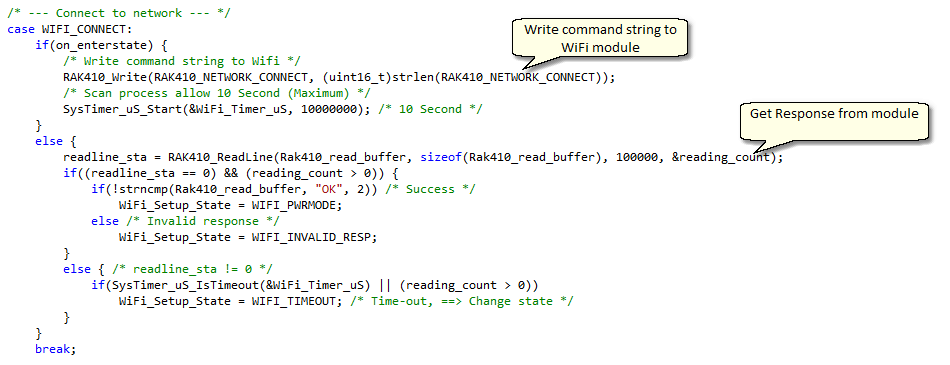 /* --- Connect to network --- */
case WIFI_CONNECT:
Write command string to
WiFi module
if(on_enterstate) {
/* Write command string to Wifi */
RAK410_Write(RAK410_NETWORK_CONNECT, (uint16_t)strlen(RAK410_NETWORK_CONNECT));
/* Scan process allow 10 Second (Maximum) */
SysTimer_uS_Start(&WiFi_Timer_uS, 10000000); /* 10 Second */
}
Get Response from module
else {
readline_sta = RAK410_ReadLine(Rak410_read_buffer, sizeof(Rak410_read_buffer), 100000, &reading_count);
if((readline_sta == 0) && (reading_count > 0)) {
if(!strncmp(Rak410_read_buffer, "OK", 2)) /* Success */
WiFi_Setup_State = WIFI_PWRMODE;
else /* Invalid response */
WiFi_Setup_State = WIFI_INVALID_RESP;
}
else { /* readline_sta != 0 */
if(SysTimer_uS_IsTimeout(&WiFi_Timer_uS) || (reading_count > 0))
WiFi_Setup_State = WIFI_TIMEOUT; /* Time-out, ==> Change state */
}
}
break;